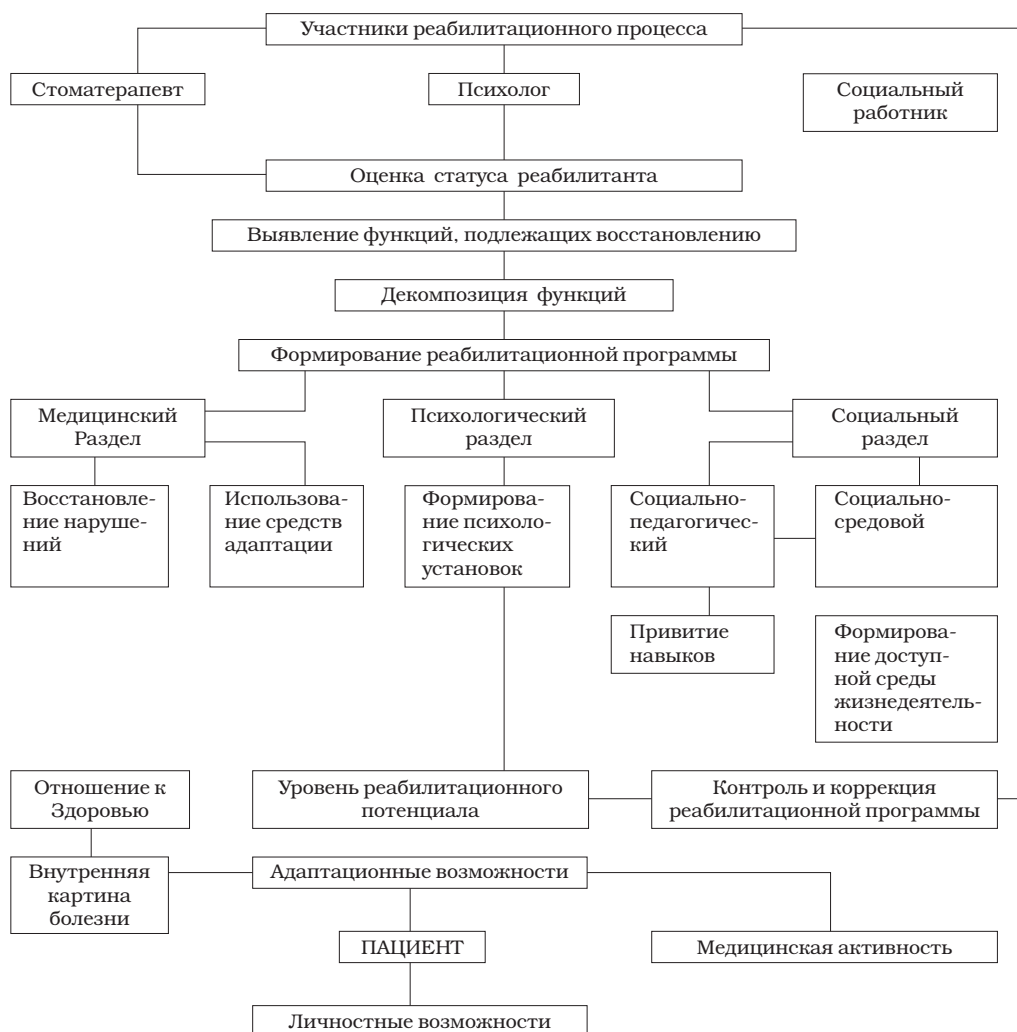 Участники реабилитационного процесса
Стоматерапевт
Психолог
Социальный
работник
Оценка статуса реабилитанта
Выявление функций, подлежащих восстановлению
Декомпозиция функций
Формирование реабилитационной программы
Медицинский
Раздел
Психологический
раздел
Социальный
раздел
Восстановле-
ние наруше-
ний
Использова-
ние средств
адаптации
Формирова-
ние психоло-
гических
установок
Социально-
педагогичес-
кий
Социально-
средовой
Привитие
навыков
Формирова-
ние доступ-
ной среды
жизнедеятель-
ности
Отношение к
Здоровью
Уровень реабилитационного
потенциала
Контроль и коррекция
реабилитационной программы
Внутренняя
картина
болезни
Адаптационные возможности
ПАЦИЕНТ
Медицинская активность
Личностные возможности